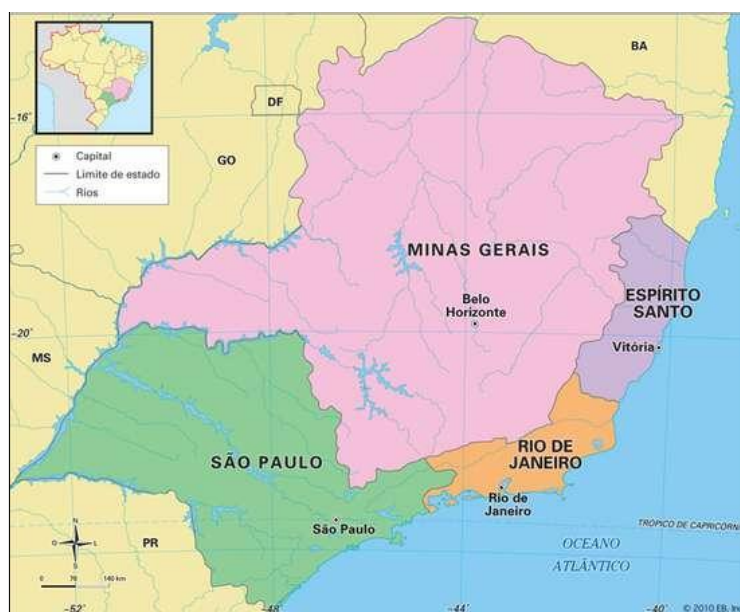 BA
DF
-16°
Capital
Limite de estado
Rios
GO
MINAS GERAIS
Belo
Horizonte
ESPÍRITO
SANTO
Vitória
-20°
MS
SÃO PAULO
RIO DE
JANEIRO
Rio de
Janeiro
São Paulo
TRÓPICO DE CAPRICÓRNIO
PR
N
O
L
S
OCEANO
ATLÂNTICO
0 70 140 km
-52°
-48°
-44°
-40°
© 2010 EB, Inc